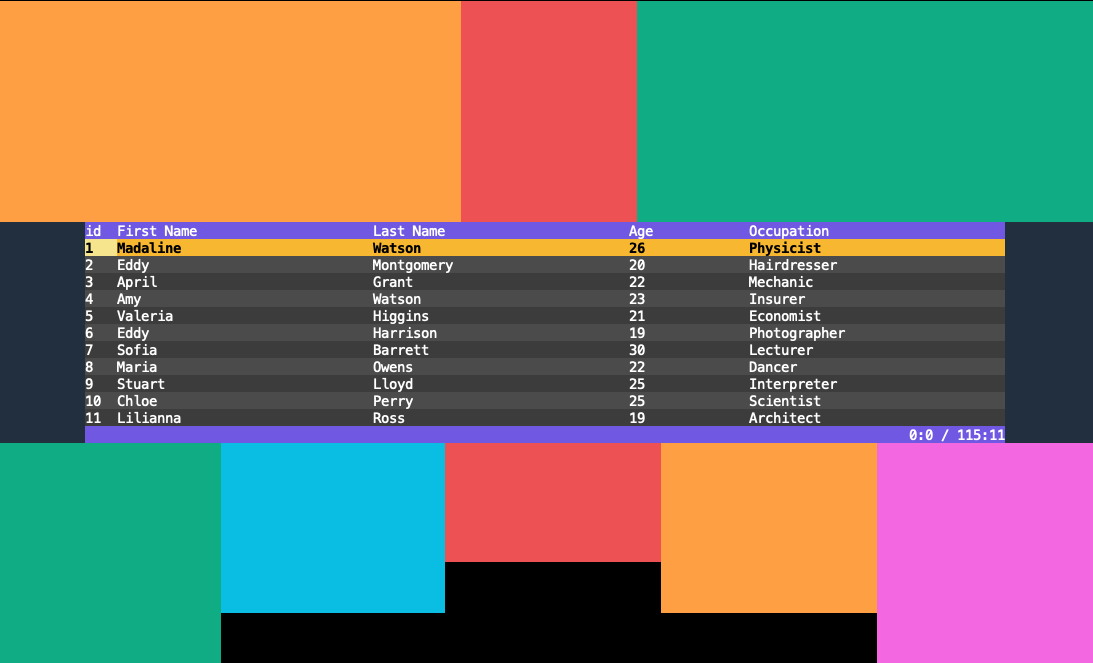 id First Name Last Name Age Occupation
1 Madaline Watson 26 Physicist
2 Eddy Montgomery 20 Hairdresser
3 April Grant 22 Mechanic
4 Amy Watson 23 Insurer
5 Valeria Higgins 21 Economist
6 Eddy Harrison 19 Photographer
7 Sofia Barrett 30 Lecturer
8 Maria Owens 22 Dancer
9 Stuart Lloyd 25 Interpreter
10 Chloe Perry 25 Scientist
11 Lilianna Ross 19 Architect
0:0 / 115:11